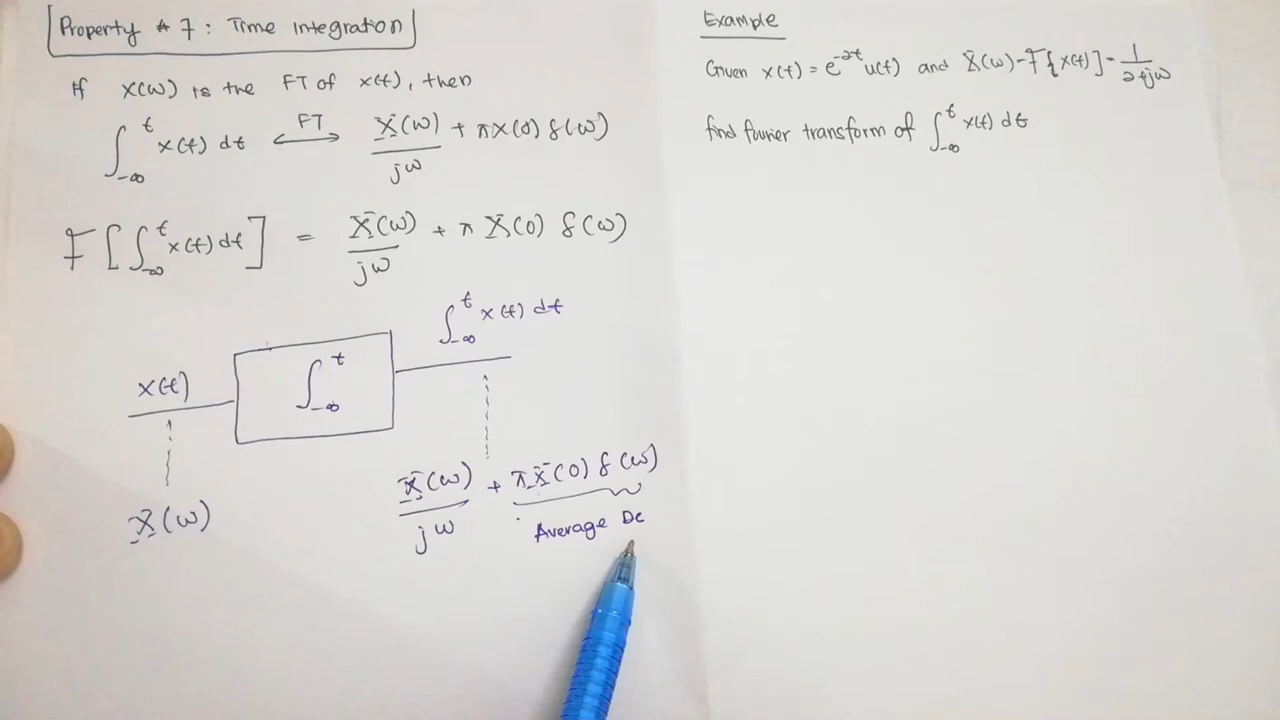 Property # 7: Time Integration
If X(ω) is the FT of x(t), then
∫_{-∞}^{t} x(t) dt ⟷ FT X(ω)/jω + πX(0) δ(ω)
F[∫_{-∞}^{t} x(t) dt] = X(ω)/jω + π X(0) δ(ω)
∫_{-∞}^{t} x(t) dt
x(t)
∫_{-∞}^{t}
X(ω)/jω + πX(0) δ(ω)
X(ω)
Average Dc
Example
Given x(t) = e^{-2t} u(t) and X(ω) = F{x(t)] = 1/(2+jω)
find fourier transform of ∫_{-∞}^{t} x(t) dt